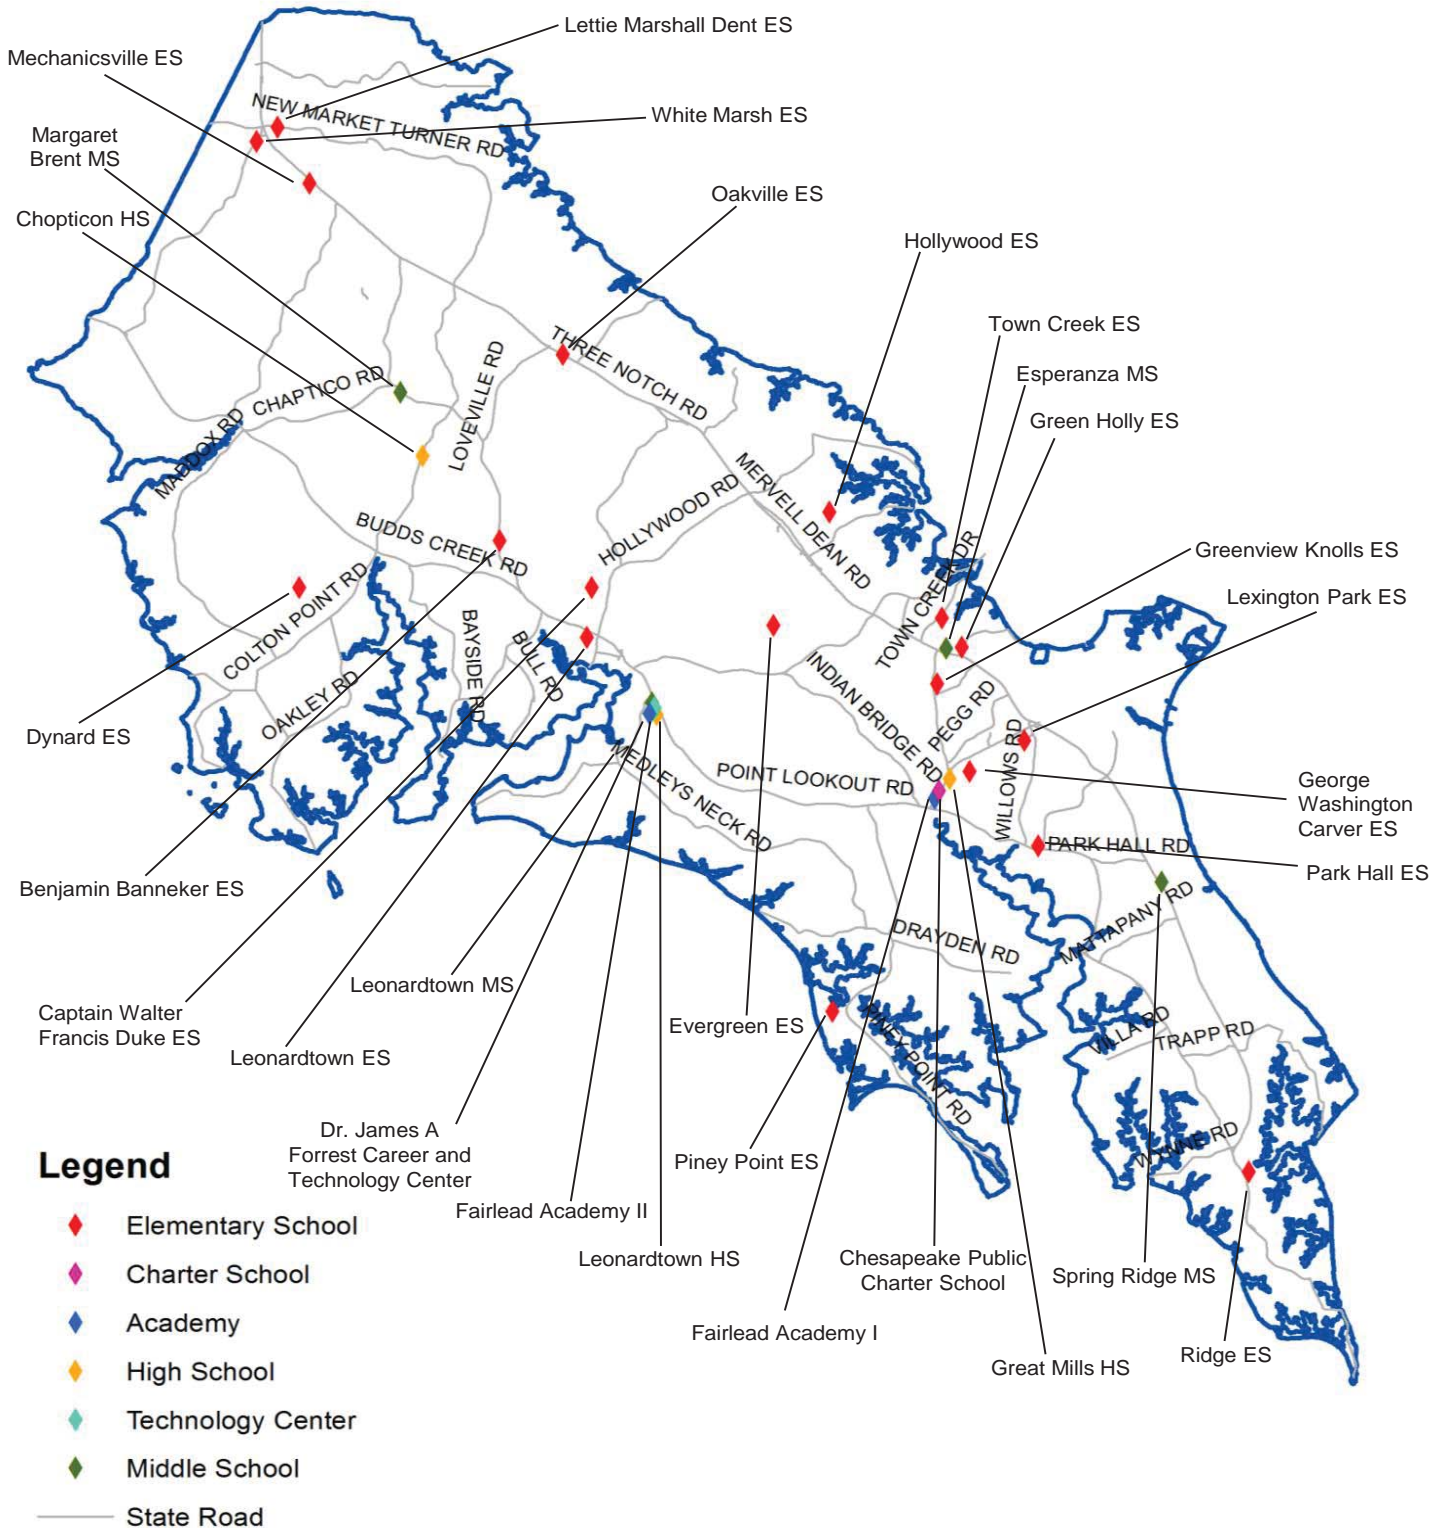 Lettie Marshall Dent ES
Mechanicsville ES
NEW MARKET TURNER RD
White Marsh ES
Margaret
Brent MS
Oakville ES
Chopticon HS
Hollywood ES
Town Creek ES
THREE NOTCH RD
LOVEVILLE RD
Esperanza MS
CHAPTICO RD
Green Holly ES
MADDOX RD
MERVELL DEAN RD
HOLLYWOOD RD
BUDDS CREEK RD
TOWN CREEK DR
Greenview Knolls ES
Lexington Park ES
COLTON POINT RD
BAYSIDE RD
BULL RD
INDIAN BRIDGE RD
PEGG RD
OAKLEY RD
Dynard ES
WILLOWS RD
MEDLEYS NECK RD
POINT LOOKOUT RD
George
Washington
Carver ES
PARK HALL RD
Park Hall ES
Benjamin Banneker ES
MATTAPANY RD
DRAYDEN RD
Leonardtown MS
Captain Walter
Francis Duke ES
Evergreen ES
Leonardtown ES
PINEY POINT RD
VILLA RD
TRAPP RD
Dr. James A
Forrest Career and
Technology Center
WYNNE RD
Piney Point ES
Fairlead Academy II
Leonardtown HS
Chesapeake Public
Charter School
Spring Ridge MS
Fairlead Academy I
Great Mills HS
Ridge ES
Legend
Elementary School
Charter School
Academy
High School
Technology Center
Middle School
State Road